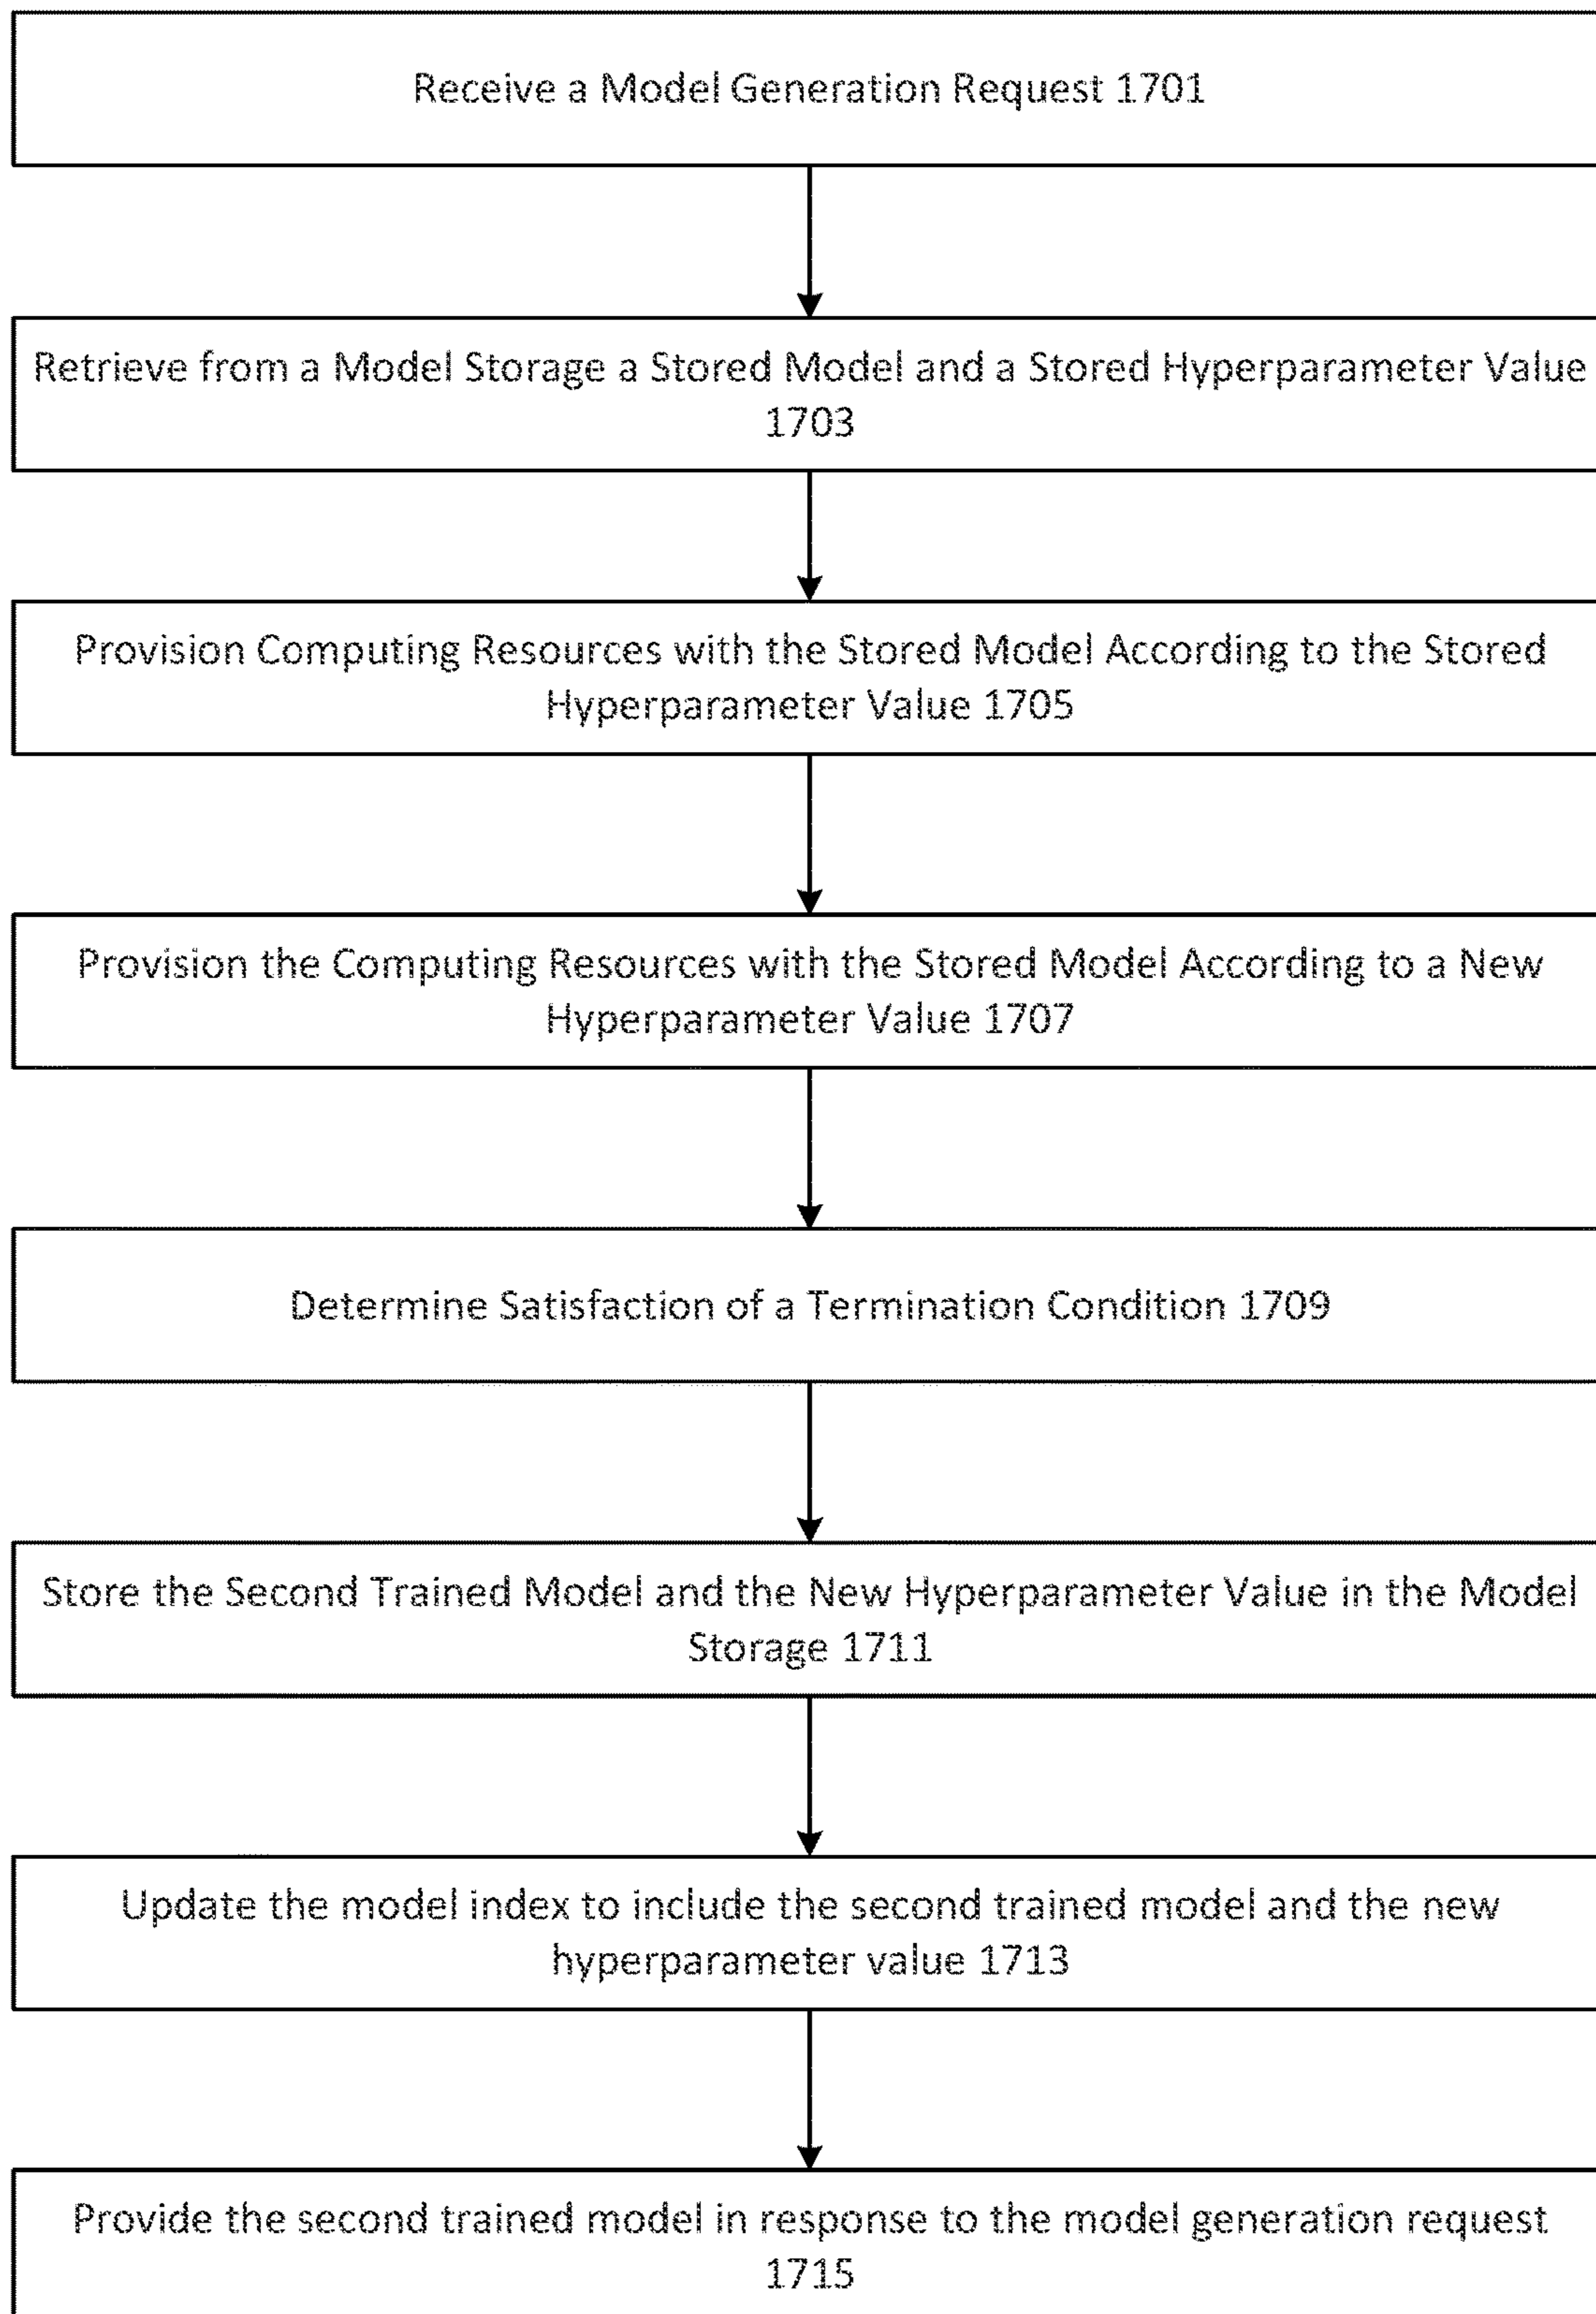 Receive a Model Generation Request 1701
Retrieve from a Model Storage a Stored Model and a Stored Hyperparameter Value
1703
Provision Computing Resources with the Stored Model According to the Stored
Hyperparameter Value 1705
Provision the Computing Resources with the Stored Model According to a New
Hyperparameter Value 1707
Determine Satisfaction of a Termination Condition 1709
Store the Second Trained Model and the New Hyperparameter Value in the Model
Storage 1711
Update the model index to include the second trained model and the new
hyperparameter value 1713
Provide the second trained model in response to the model generation request
1715